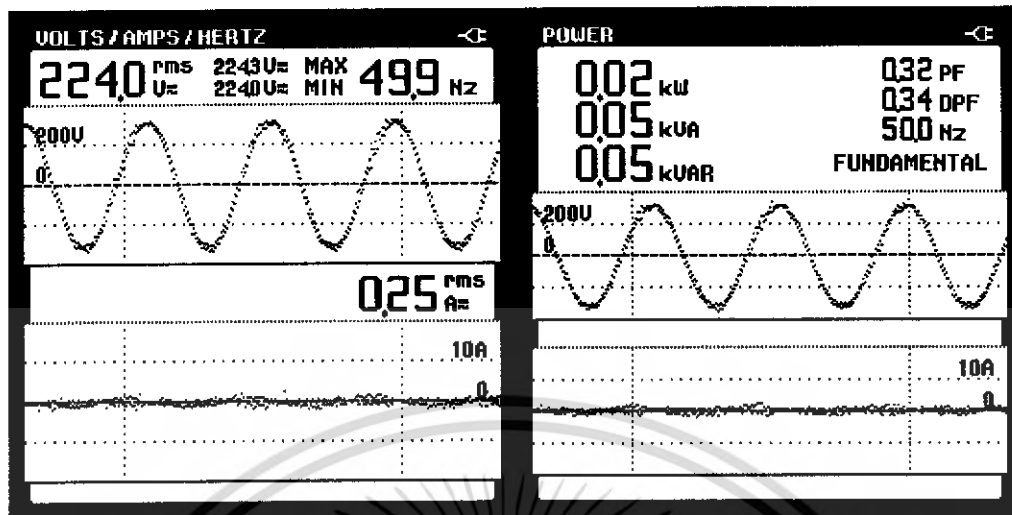 VOLTS/AMPS/HERTZ
224.0 rms V≂ 224.3 V≂ MAX 224.0 V≂ MIN 49.9 Hz
200V
0
0.25 rms A≂
10A
0
POWER
0.02 kW 0.32 PF
0.05 kVA 0.34 DPF
0.05 kVAR 50.0 Hz
FUNDAMENTAL
200V
0
10A
0